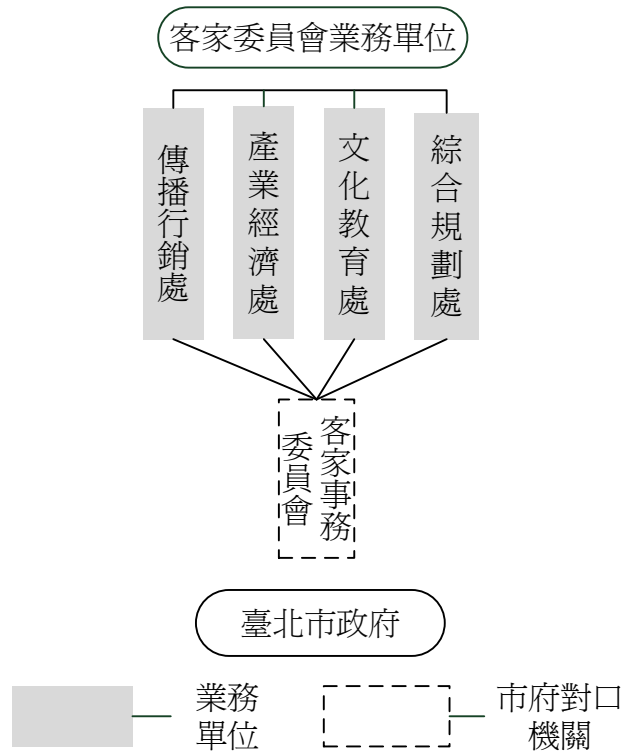 客家委員會業務單位
傳播行銷處
產業經濟處
文化教育處
綜合規劃處
客家事務
委員會
臺北市政府
業務
單位
市府對口
機關